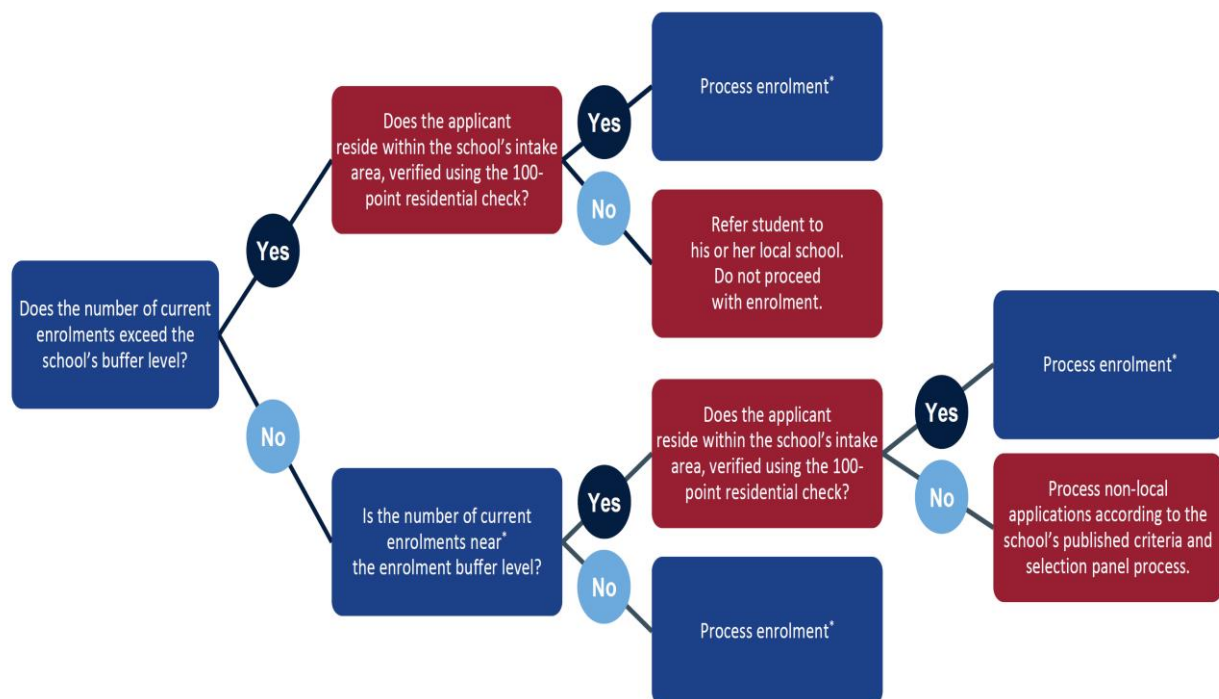 Does the number of current
enrolments exceed the
school's buffer level?
Yes
Does the applicant
reside within the school's intake
area, verified using the 100-
point residential check?
Yes
Process enrolment*
No
Refer student to
his or her local school.
Do not proceed
with enrolment.
No
Is the number of current
enrolments near*
the enrolment buffer level?
Yes
Does the applicant
reside within the school's intake
area, verified using the 100-
point residential check?
Yes
Process enrolment*
No
Process non-local
applications according to the
school's published criteria and
selection panel process.
No
Process enrolment*